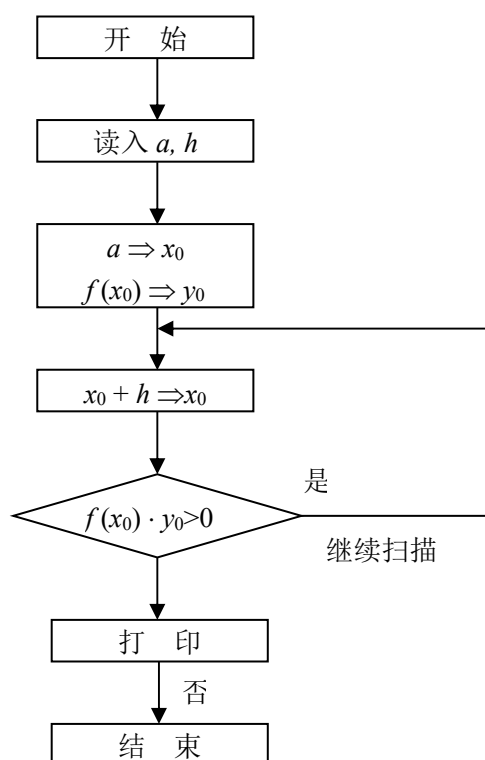 开 始
读入 a, h
a ⇒ x₀
f (x₀) ⇒ y₀
x₀ + h ⇒x₀
是
f (x₀) · y₀>0
继续扫描
打 印
否
结 束